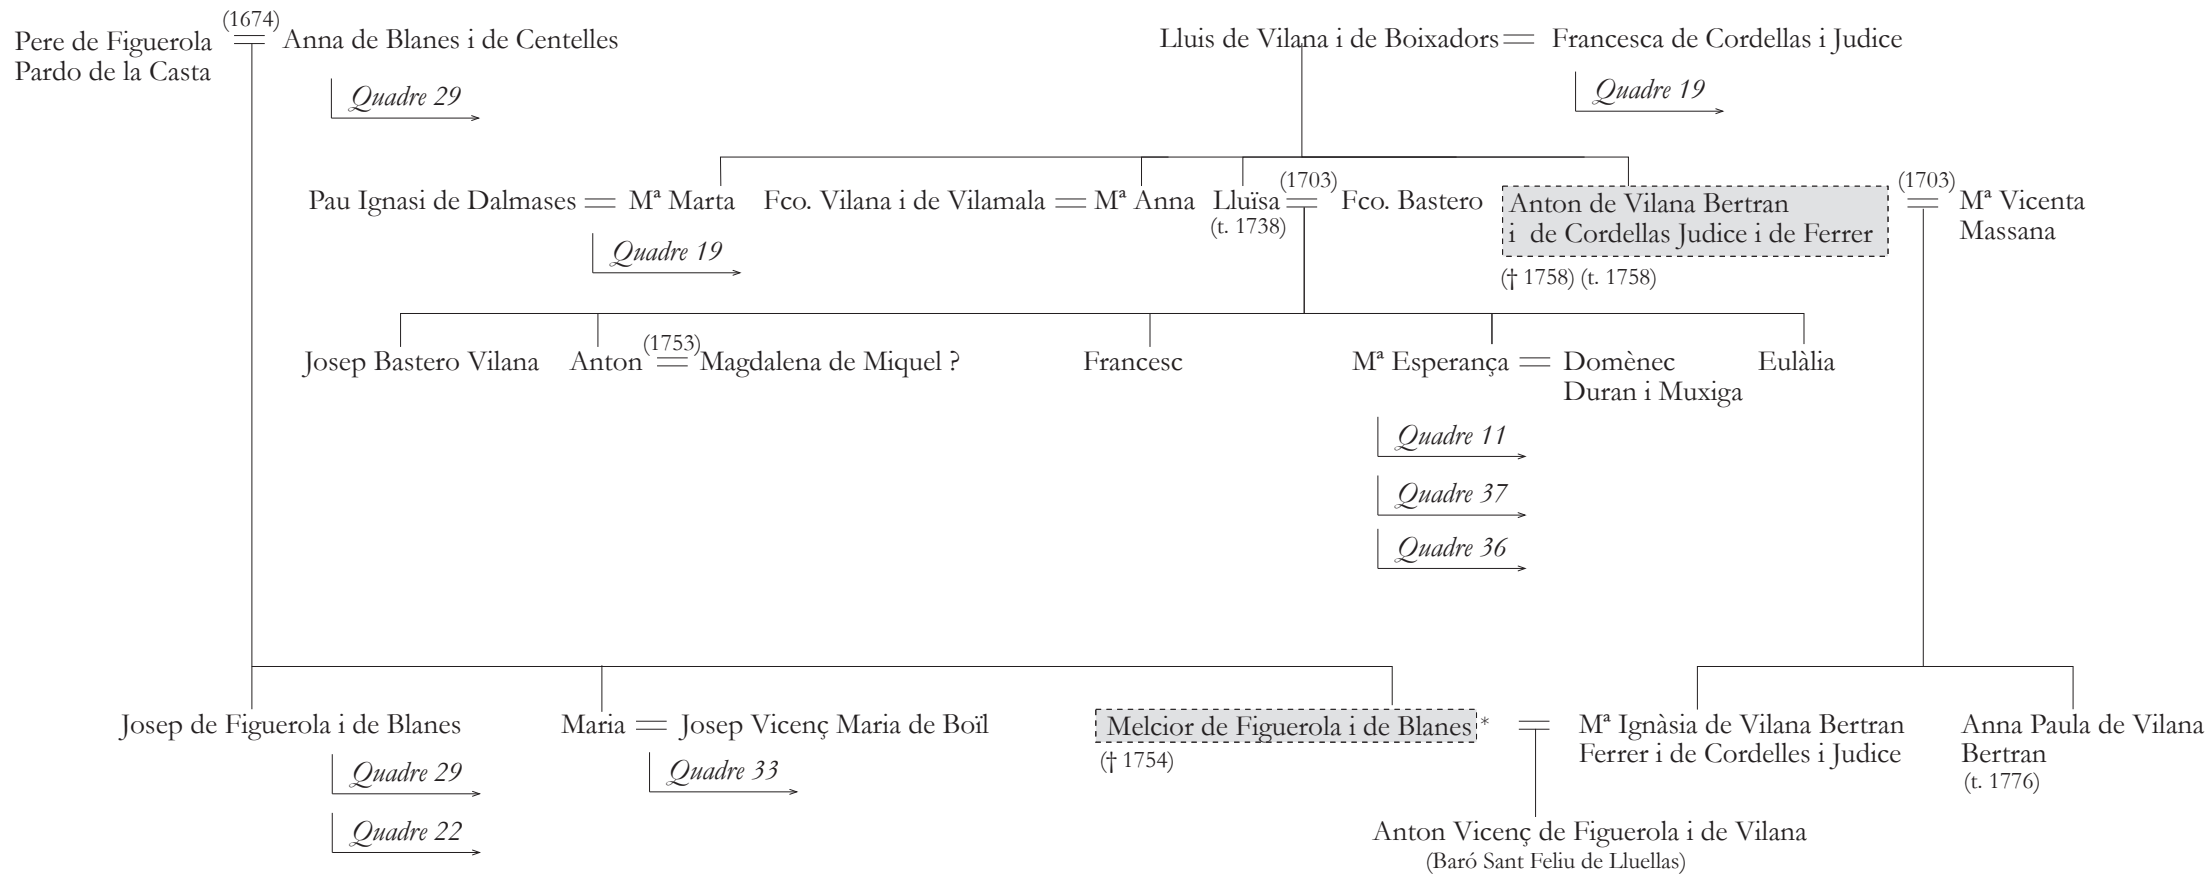 (1674)
Pere de Figuerola
Pardo de la Casta
Anna de Blanes i de Centelles
Quadre 29
Lluis de Vilana i de Boixadors
Francesca de Cordellas i Judice
Quadre 19
Pau Ignasi de Dalmases
Mª Marta
Quadre 19
Fco. Vilana i de Vilamala
Mª Anna
Lluïsa
(t. 1738)
(1703)
Fco. Bastero
Anton de Vilana Bertran
i de Cordellas Judice i de Ferrer
(† 1758) (t. 1758)
(1703)
Mª Vicenta
Massana
Josep Bastero Vilana
Anton
(1753)
Magdalena de Miquel ?
Francesc
Mª Esperança
Domènec
Duran i Muxiga
Eulàlia
Quadre 11
Quadre 37
Quadre 36
Josep de Figuerola i de Blanes
Quadre 29
Quadre 22
Maria
Josep Vicenç Maria de Boïl
Quadre 33
Melcior de Figuerola i de Blanes *
(† 1754)
Mª Ignàsia de Vilana Bertran
Ferrer i de Cordelles i Judice
Anna Paula de Vilana
Bertran
(t. 1776)
Anton Vicenç de Figuerola i de Vilana
(Baró Sant Feliu de Lluellas)